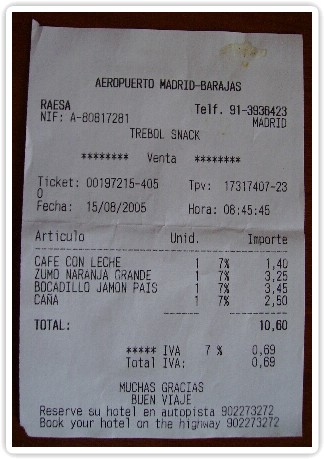 AEROPUERTO MADRID-BARAJAS
RAESA Telf. 91-3936423
NIF: A-80817281 MADRID
TREBOL SNACK
******** Venta ********
Ticket: 00197215-405 Tpv: 17317407-23
0
Fecha: 15/08/2005 Hora: 08:45:45
Artículo Unid. Importe
CAFE CON LECHE 1 7% 1,40
ZUMO NARANJA GRANDE 1 7% 3,25
BOCADILLO JAMON PAIS 1 7% 3,45
CAÑA 1 7% 2,50
TOTAL: 10,60
***** IVA 7 % 0,69
Total IVA: 0,69
MUCHAS GRACIAS
BUEN VIAJE
Reserve su hotel en autopista 902273272
Book your hotel on the highway 902273272